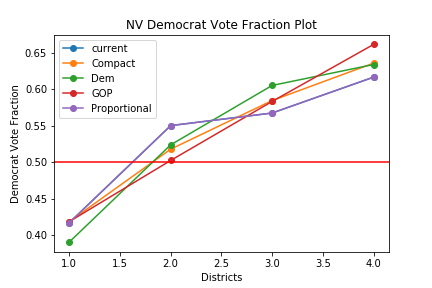 NV Democrat Vote Fraction Plot
current
Compact
Dem
GOP
Proportional
Democrat Vote Fraction
0.65
0.60
0.55
0.50
0.45
0.40
1.0 1.5 2.0 2.5 3.0 3.5 4.0
Districts